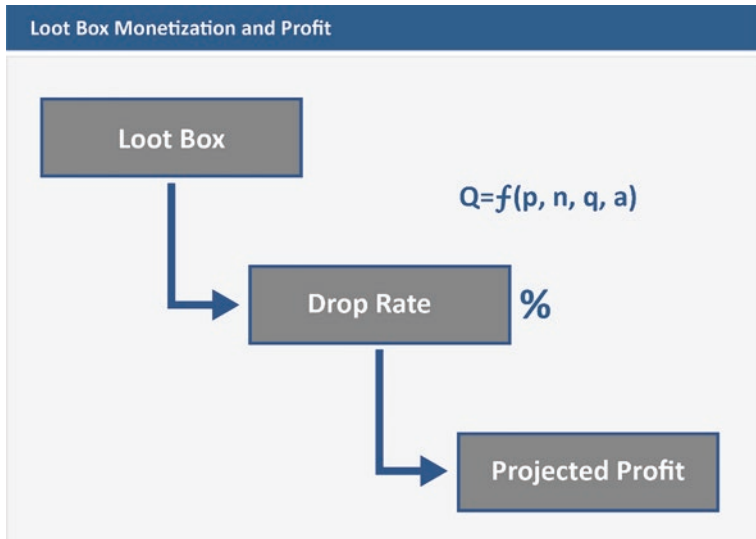 Loot Box Monetization and Profit
Loot Box
Q=ƒ(p, n, q, a)
Drop Rate
%
Projected Profit